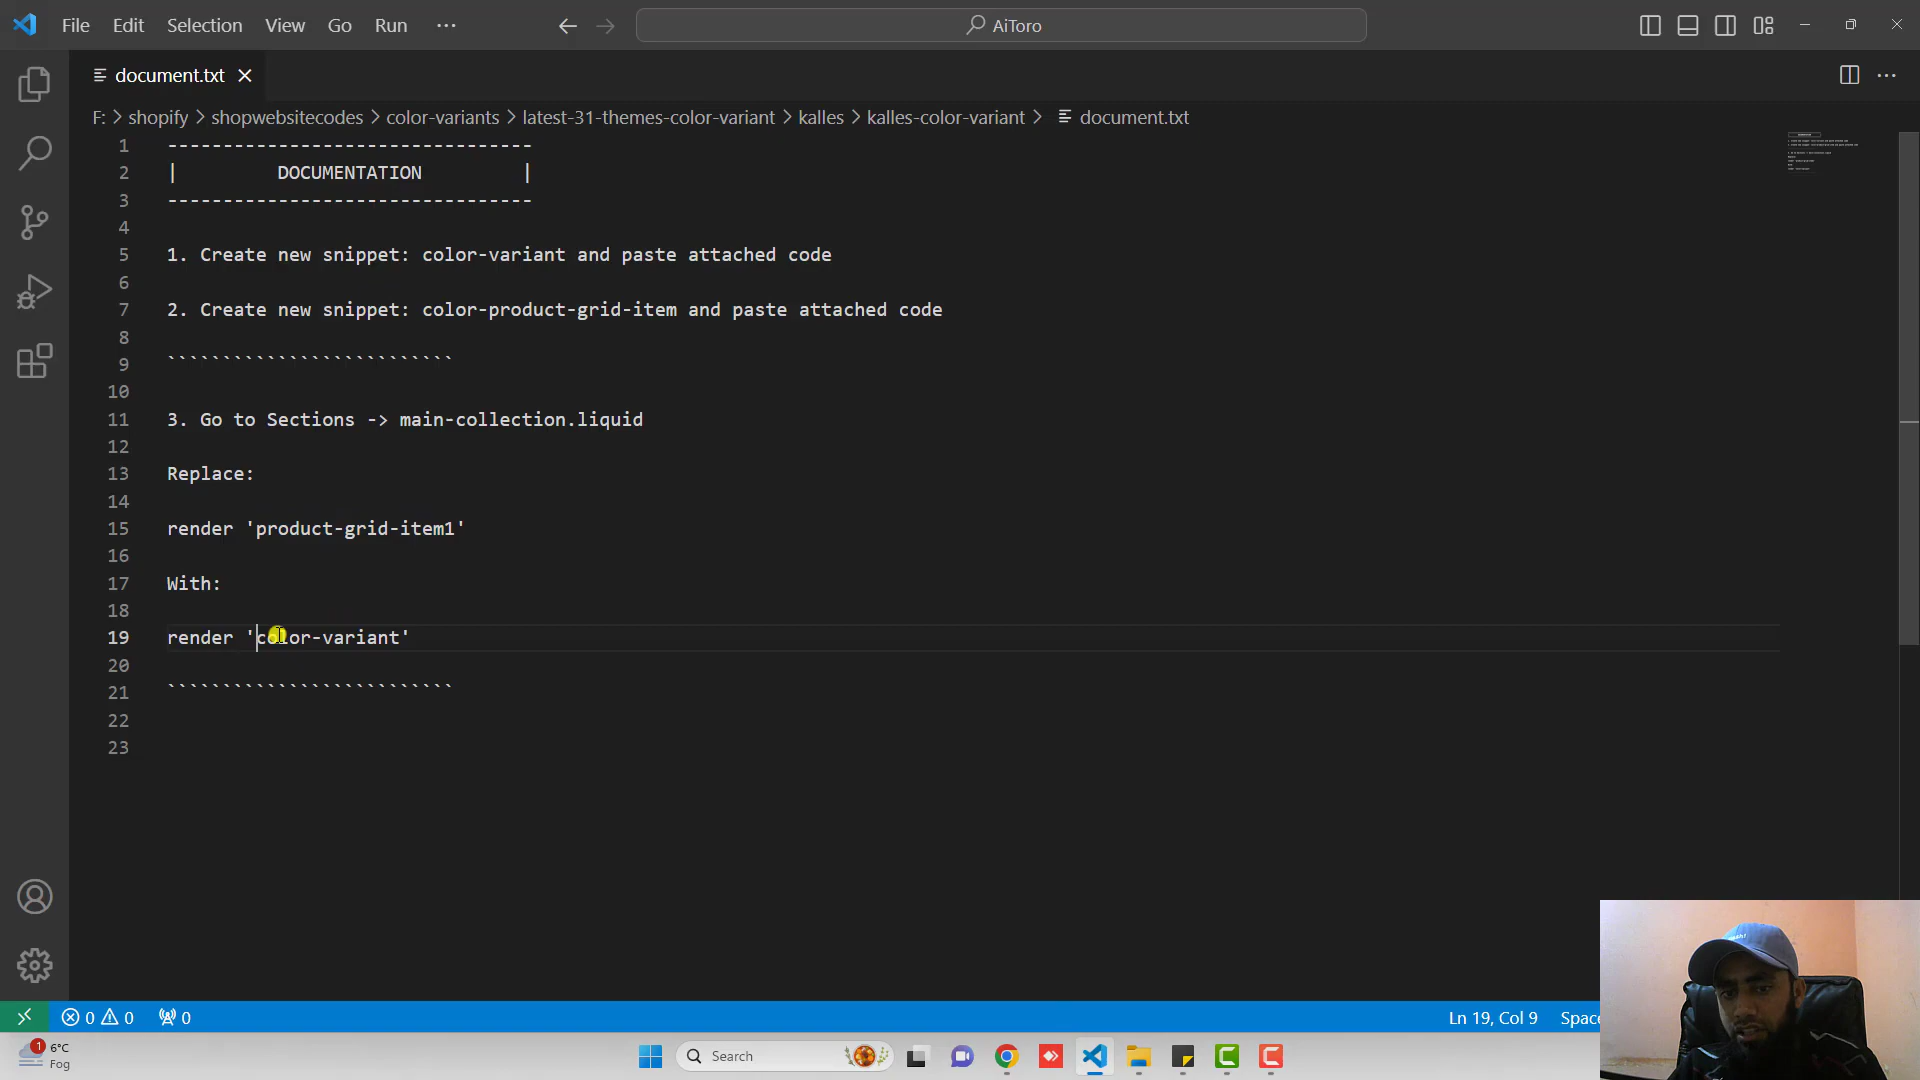 File Edit Selection View Go Run ···
AiToro
document.txt
F: > shopify > shopwebsitecodes > color-variants > latest-31-themes-color-variant > kalles > kalles-color-variant > document.txt
1 ---------------------------------
2 | DOCUMENTATION |
3 ---------------------------------
4
5 1. Create new snippet: color-variant and paste attached code
6
7 2. Create new snippet: color-product-grid-item and paste attached code
8
9 ``````````````````````````
10
11 3. Go to Sections -> main-collection.liquid
12
13 Replace:
14
15 render 'product-grid-item1'
16
17 With:
18
19 render 'color-variant'
20
21 ``````````````````````````
22
23
0 0 0
Ln 19, Col 9 Space
1 6°C
Fog
Search